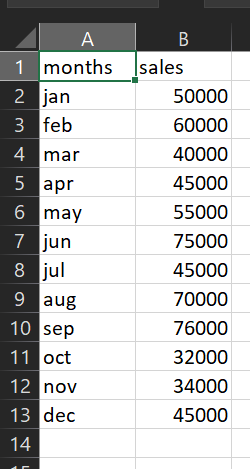 A B
1 months sales
2 jan 50000
3 feb 60000
4 mar 40000
5 apr 45000
6 may 55000
7 jun 75000
8 jul 45000
9 aug 70000
10 sep 76000
11 oct 32000
12 nov 34000
13 dec 45000
14